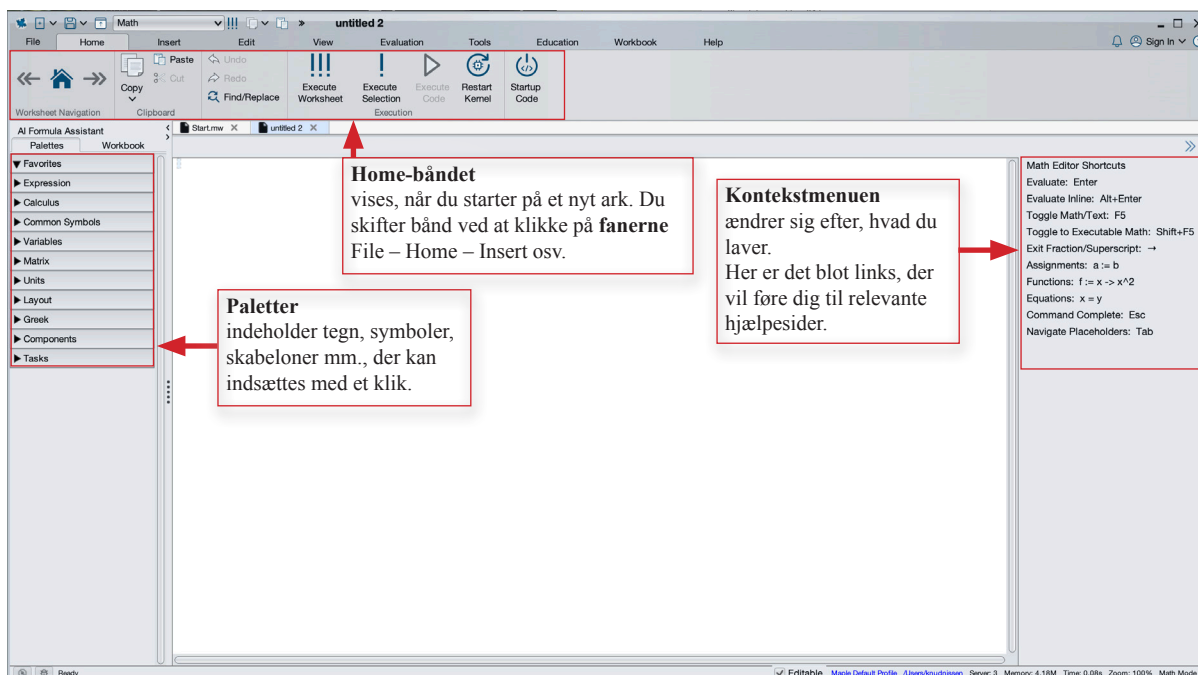 Math
untitled 2
File Home Insert Edit View Evaluation Tools Education Workbook Help
Sign In
Copy
Paste
Cut
Undo
Redo
Find/Replace
Execute Worksheet
Execute Selection
Execute Code
Restart Kernel
Startup Code
Worksheet Navigation Clipboard Execution
AI Formula Assistant
Start.mw
untitled 2
Palettes Workbook
Favorites
Expression
Calculus
Common Symbols
Variables
Matrix
Units
Layout
Greek
Components
Tasks
Home-båndet
vises, når du starter på et nyt ark. Du
skifter bånd ved at klikke på fanerne
File – Home – Insert osv.
Paletter
indeholder tegn, symboler,
skabeloner mm., der kan
indsættes med et klik.
Kontekstmenuen
ændrer sig efter, hvad du
laver.
Her er det blot links, der
vil føre dig til relevante
hjælpesider.
Math Editor Shortcuts
Evaluate: Enter
Evaluate Inline: Alt+Enter
Toggle Math/Text: F5
Toggle to Executable Math: Shift+F5
Exit Fraction/Superscript: →
Assignments: a := b
Functions: f := x -> x^2
Equations: x = y
Command Complete: Esc
Navigate Placeholders: Tab
Ready
Editable Maple Default Profile /Users/knudnissen Server: 3 Memory: 4.18M Time: 0.08s Zoom: 100% Math Mode